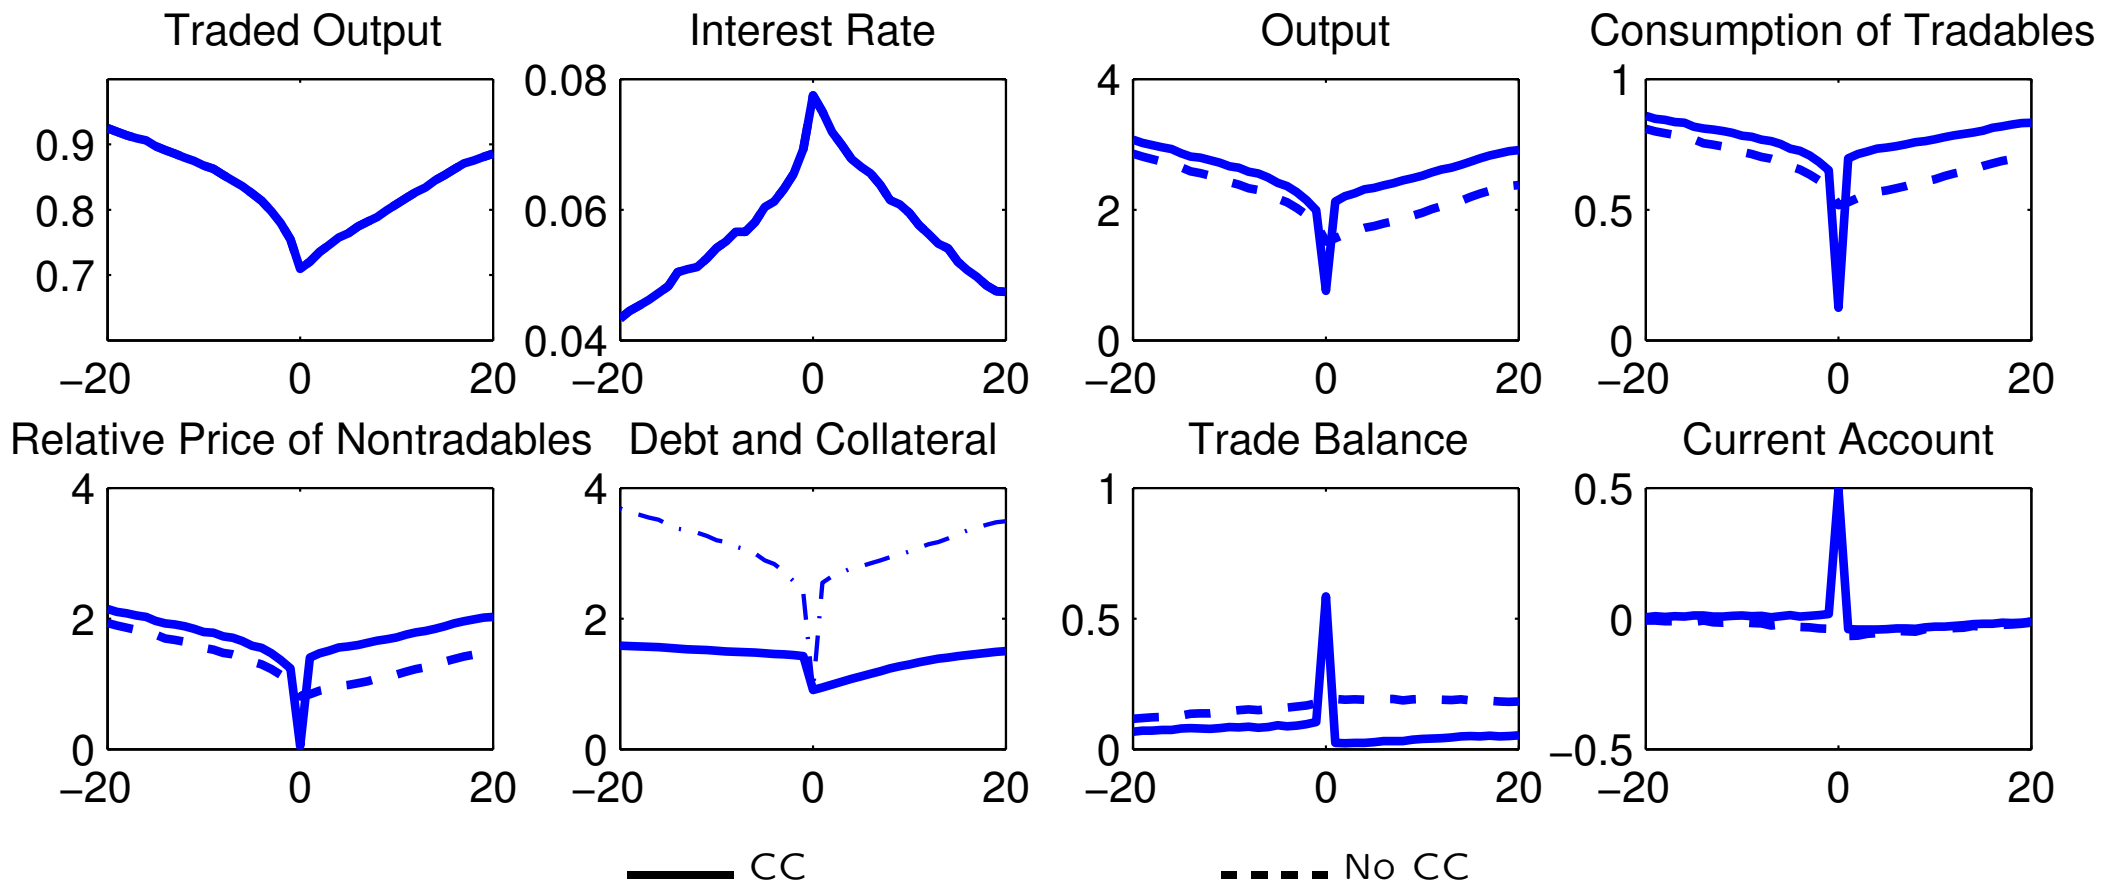 Traded Output Interest Rate Output Consumption of Tradables
0.9
0.8
0.7
−20 0 20
0.08
0.06
0.04
−20 0 20
4
2
0
−20 0 20
1
0.5
0
−20 0 20
Relative Price of Nontradables Debt and Collateral Trade Balance Current Account
4
2
0
−20 0 20
4
2
0
−20 0 20
1
0.5
0
−20 0 20
0.5
0
−0.5
−20 0 20
CC No CC